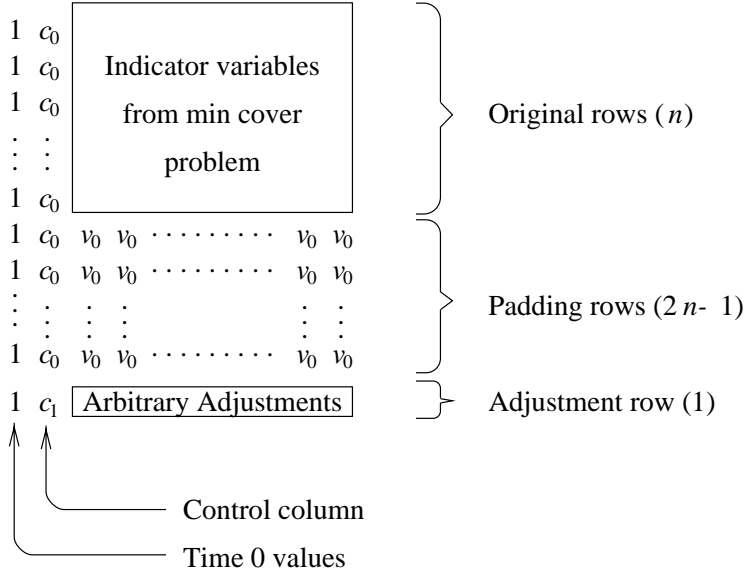 1 c0
1 c0 Indicator variables
1 c0 from min cover Original rows (n)
⋮ ⋮ problem
1 c0
1 c0 v0 v0 ········· v0 v0
1 c0 v0 v0 ········· v0 v0
⋮ ⋮ ⋮ ⋮ ⋮ ⋮ Padding rows (2n- 1)
1 c0 v0 v0 ········· v0 v0
1 c1 Arbitrary Adjustments Adjustment row (1)
Control column
Time 0 values